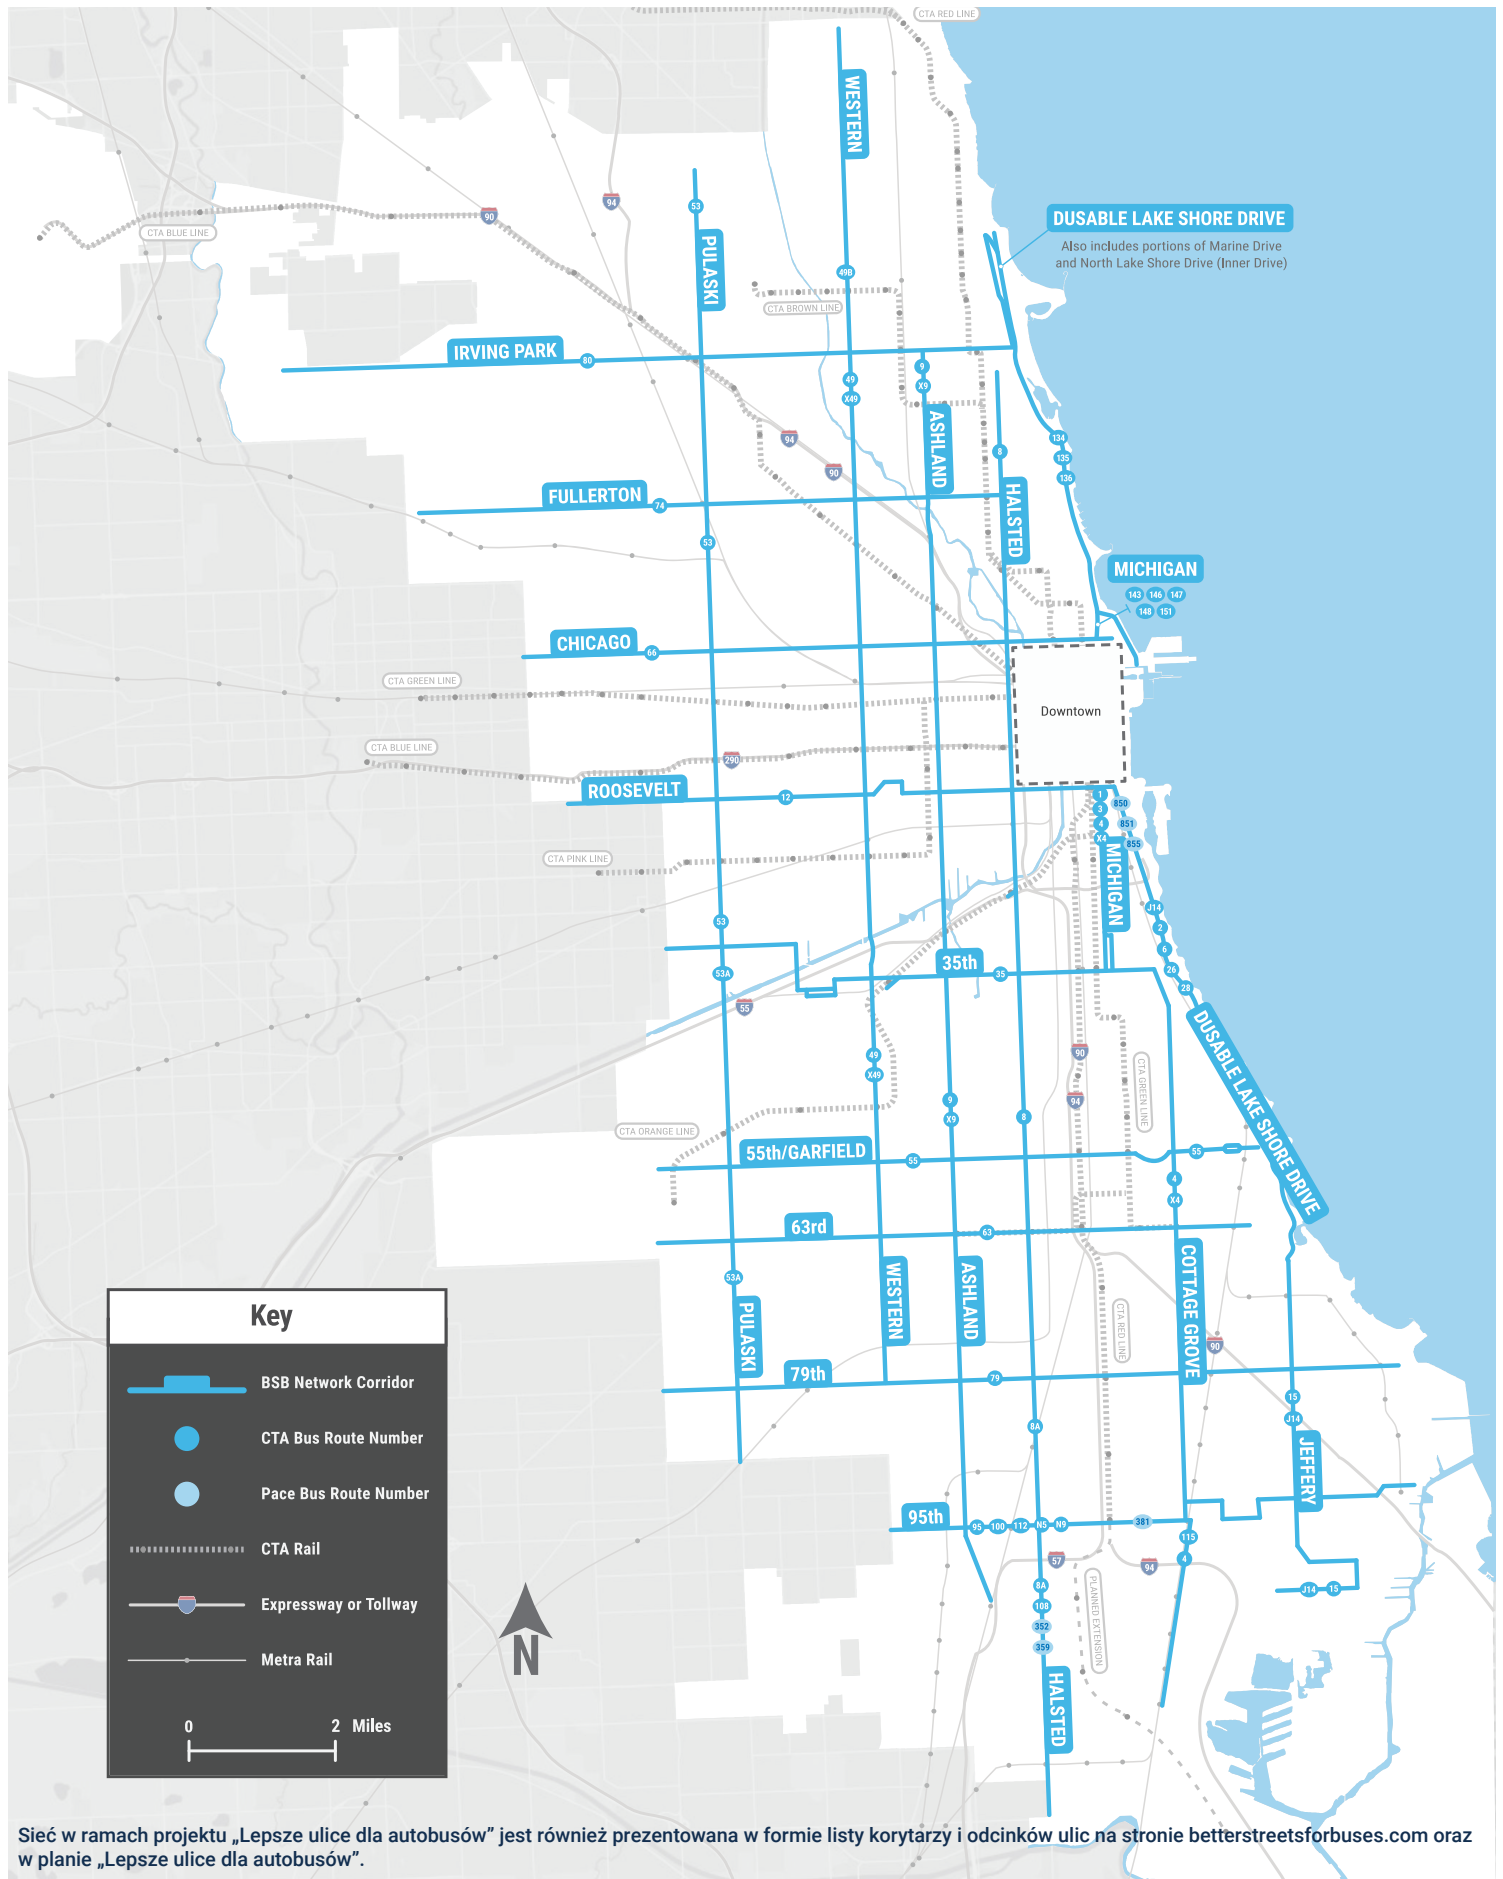 CTA RED LINE
WESTERN
94
90
53
CTA BLUE LINE
DUSABLE LAKE SHORE DRIVE
Also includes portions of Marine Drive
and North Lake Shore Drive (Inner Drive)
PULASKI
49B
CTA BROWN LINE
IRVING PARK
80
9
X9
49
X49
ASHLAND
94
90
8
134
135
136
FULLERTON
74
HALSTED
53
MICHIGAN
143 146 147
148 151
CHICAGO
66
CTA GREEN LINE
Downtown
CTA BLUE LINE
290
ROOSEVELT
12
1
3
4
X4
850
851
855
CTA PINK LINE
MICHIGAN
53
J14
2
6
26
28
35th
35
53A
55
DUSABLE LAKE SHORE DRIVE
49
X49
90
94
CTA GREEN LINE
9
X9
8
CTA ORANGE LINE
55th/GARFIELD
55
55
4
X4
63rd
63
53A
WESTERN
ASHLAND
COTTAGE GROVE
PULASKI
CTA RED LINE
90
79th
79
15
J14
8A
JEFFERY
95th
95 100 112 N5 N9
381
115
4
57
94
8A
108
352
359
PLANNED EXTENSION
J14 15
HALSTED
Key
BSB Network Corridor
CTA Bus Route Number
Pace Bus Route Number
CTA Rail
Expressway or Tollway
Metra Rail
0 2 Miles
N
Sieć w ramach projektu „Lepsze ulice dla autobusów” jest również prezentowana w formie listy korytarzy i odcinków ulic na stronie betterstreetsforbuses.com oraz
w planie „Lepsze ulice dla autobusów”.